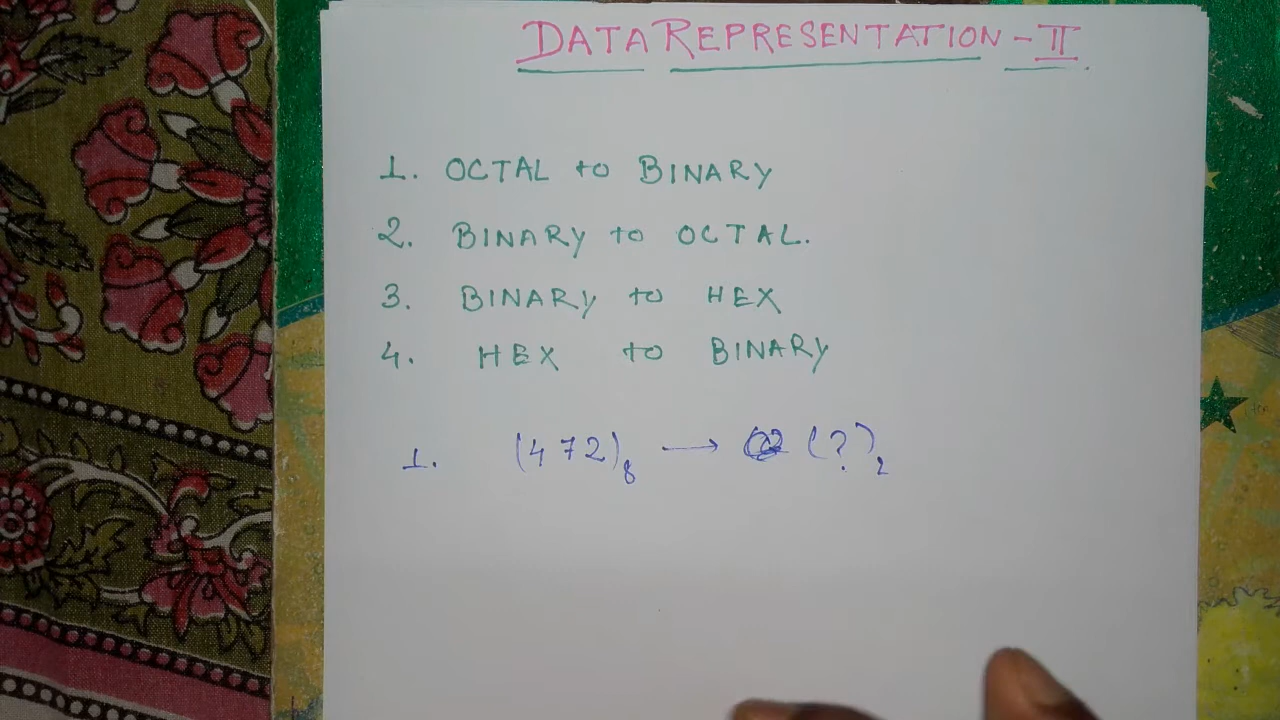 DATA REPRESENTATION - II
1. OCTAL to BINARY
2. BINARY to OCTAL.
3. BINARY to HEX
4. HEX to BINARY
1. (472)₈ → (?)₂